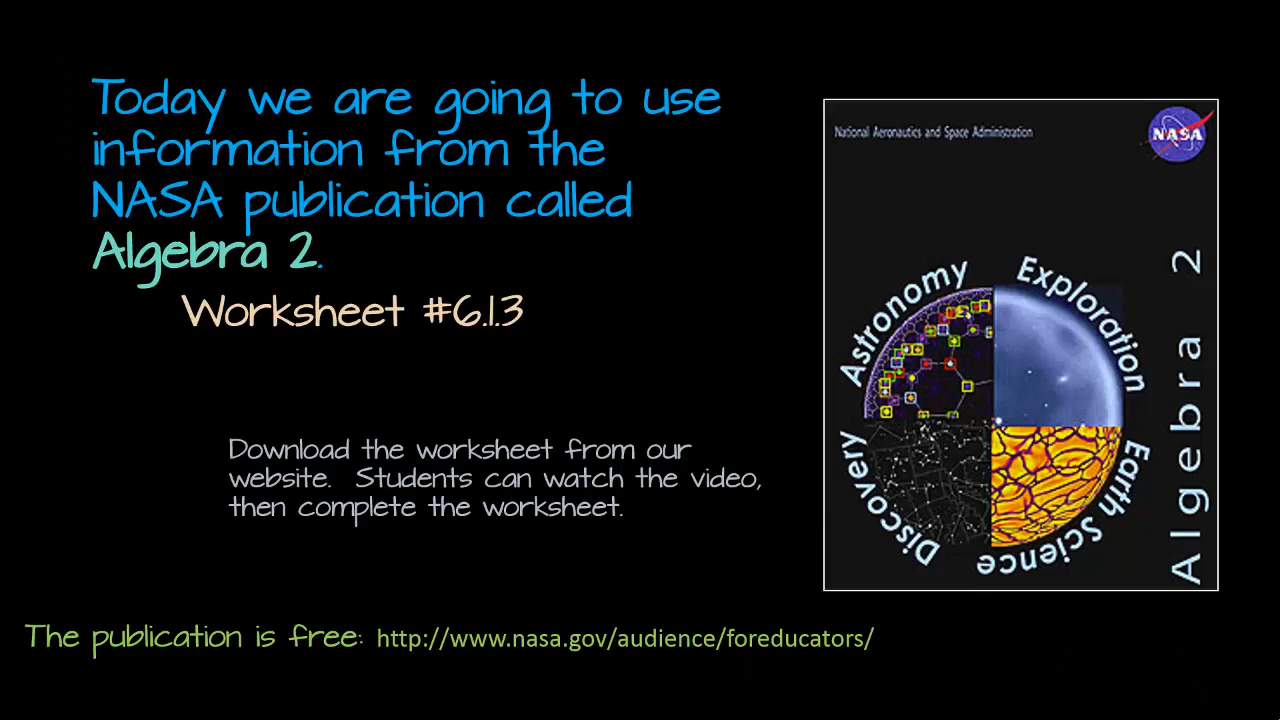 Today we are going to use
information from the
NASA publication called
Algebra 2.
Worksheet #6.1.3
Download the worksheet from our
website. Students can watch the video,
then complete the worksheet.
The publication is free: http://www.nasa.gov/audience/foreducators/
National Aeronautics and Space Administration
NASA
Astronomy
Exploration
Discovery
Earth Science
Algebra 2